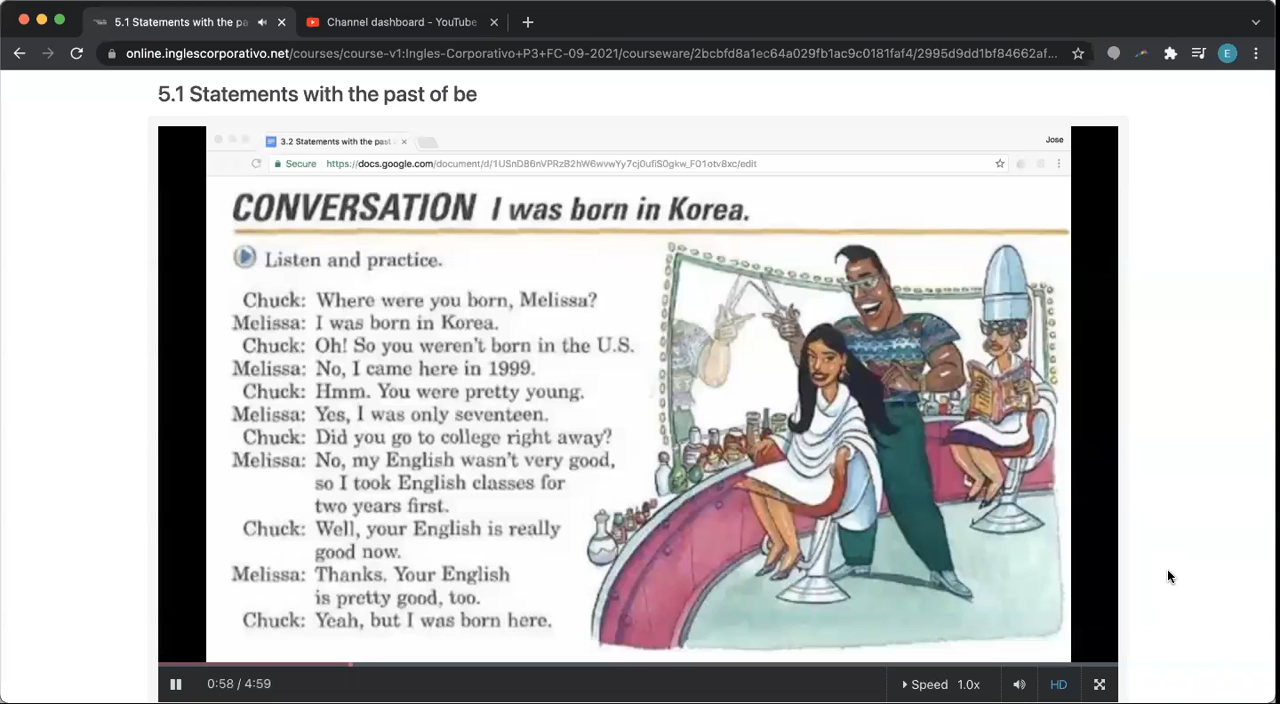 5.1 Statements with the pa
Channel dashboard - YouTube
online.inglescorporativo.net/courses/course-v1:Ingles-Corporativo+P3+FC-09-2021/courseware/2bcbfd8a1ec64a029fb1ac9c0181faf4/2995d9dd1bf84662af...
E
5.1 Statements with the past of be
3.2 Statements with the past
Jose
Secure https://docs.google.com/document/d/1USnD86nVPRzB2hW6wvwYy7cj0ufiS0gkw_F01otv8xc/edit
CONVERSATION I was born in Korea.
Listen and practice.
Chuck: Where were you born, Melissa?
Melissa: I was born in Korea.
Chuck: Oh! So you weren't born in the U.S.
Melissa: No, I came here in 1999.
Chuck: Hmm. You were pretty young.
Melissa: Yes, I was only seventeen.
Chuck: Did you go to college right away?
Melissa: No, my English wasn't very good,
so I took English classes for
two years first.
Chuck: Well, your English is really
good now.
Melissa: Thanks. Your English
is pretty good, too.
Chuck: Yeah, but I was born here.
0:58 / 4:59
Speed 1.0x
HD